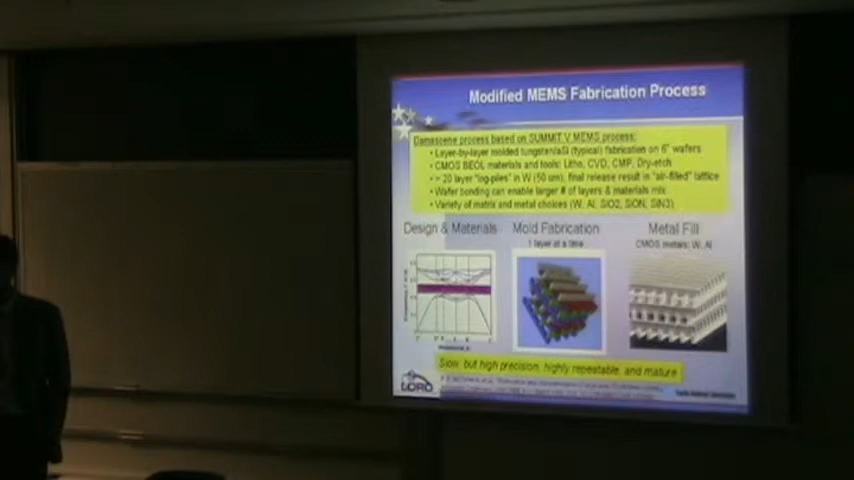 Modified MEMS Fabrication Process
Damascene process based on SUMMIT V MEMS process:
• Layer-by-layer molded tungsten/aSi (typical) fabrication on 6" wafers
• CMOS BEOL materials and tools: Litho, CVD, CMP, Dry-etch
• > 20 layer "log-piles" in W (50 um), final release result in "air-filled" lattice
• Wafer bonding can enable larger # of layers & materials mix
• Variety of matrix and metal choices (W, Al, SiO2, SiON, SiN3)
Design & Materials
Mold Fabrication
Metal Fill
1 layer at a time
CMOS metals: W, Al
Slow, but high precision, highly repeatable, and mature
LDRD